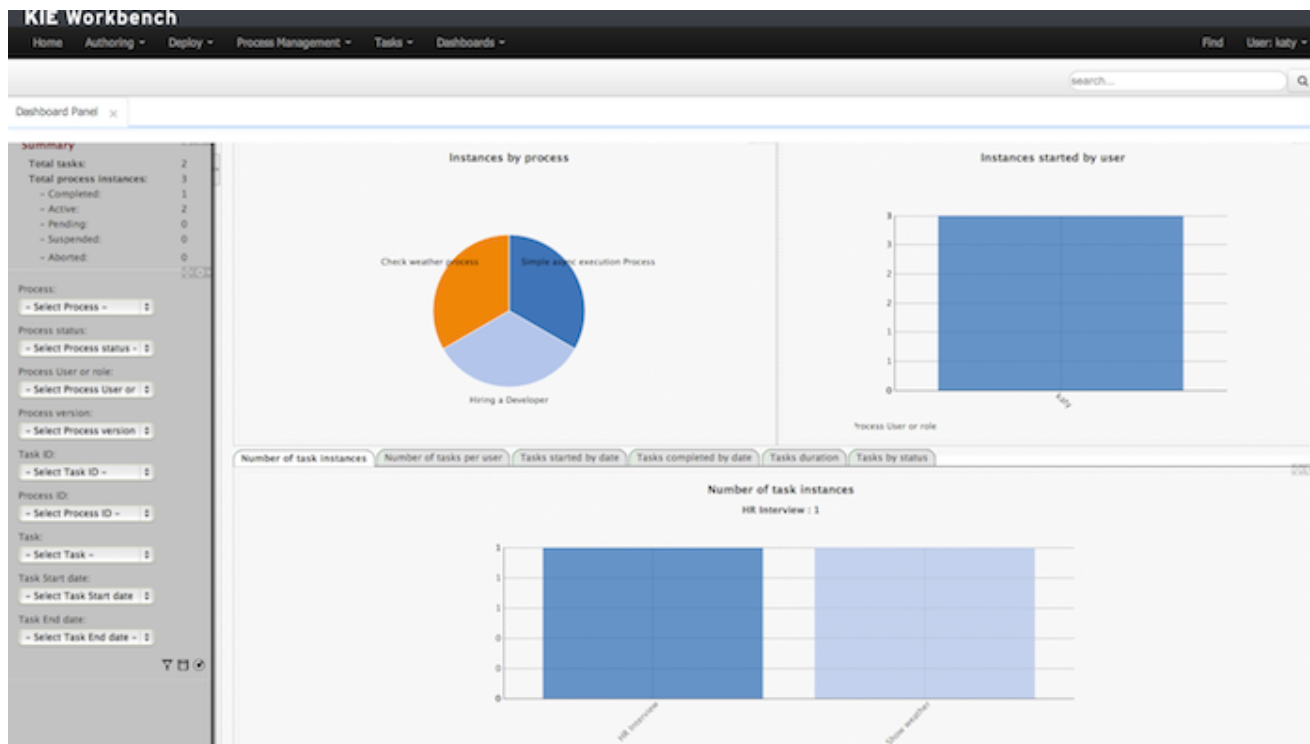 KIE Workbench
Home Authoring Deploy Process Management Tasks Dashboards Find User: katy
search...
Dashboard Panel x
Summary
Total tasks: 2
Total process instances: 3
- Completed: 1
- Active: 2
- Pending: 0
- Suspended: 0
- Aborted: 0
Process:
- Select Process -
Process status:
- Select Process status -
Process User or role:
- Select Process User or
Process version:
- Select Process version
Task ID:
- Select Task ID -
Process ID:
- Select Process ID -
Task:
- Select Task -
Task Start date:
- Select Task Start date
Task End date:
- Select Task End date -
Instances by process
Check weather process
Simple async execution Process
Hiring a Developer
Instances started by user
3
3
2
2
1
1
0
katy
Process User or role
Number of task instances Number of tasks per user Tasks started by date Tasks completed by date Tasks duration Tasks by status
Number of task instances
HR Interview : 1
1
1
1
0
0
0
HR Interview
Show weather